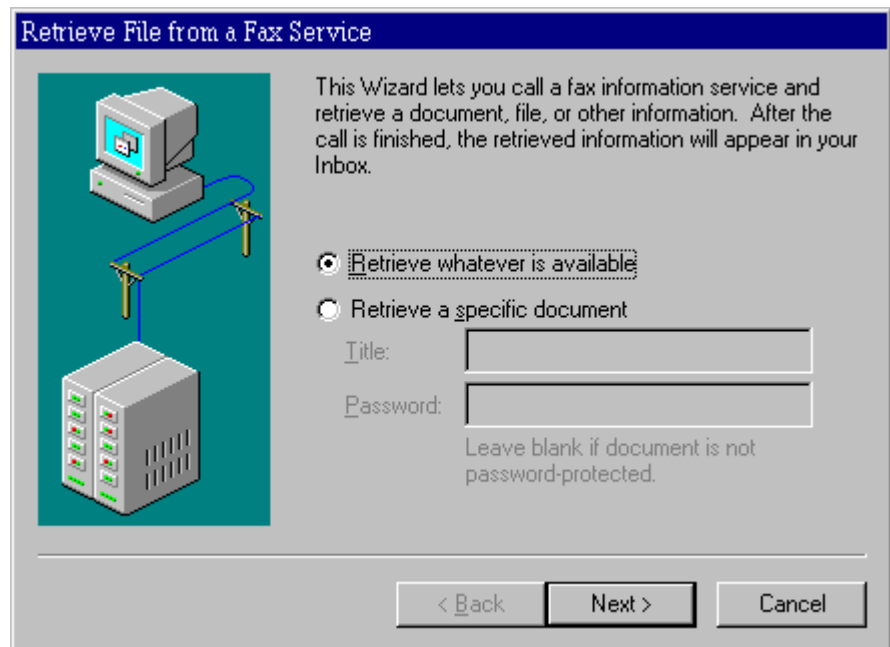 Retrieve File from a Fax Service
This Wizard lets you call a fax information service and
retrieve a document, file, or other information.  After the
call is finished, the retrieved information will appear in your
Inbox.
Retrieve whatever is available
Retrieve a specific document
Title:
Password:
Leave blank if document is not
password-protected.
< Back
Next >
Cancel